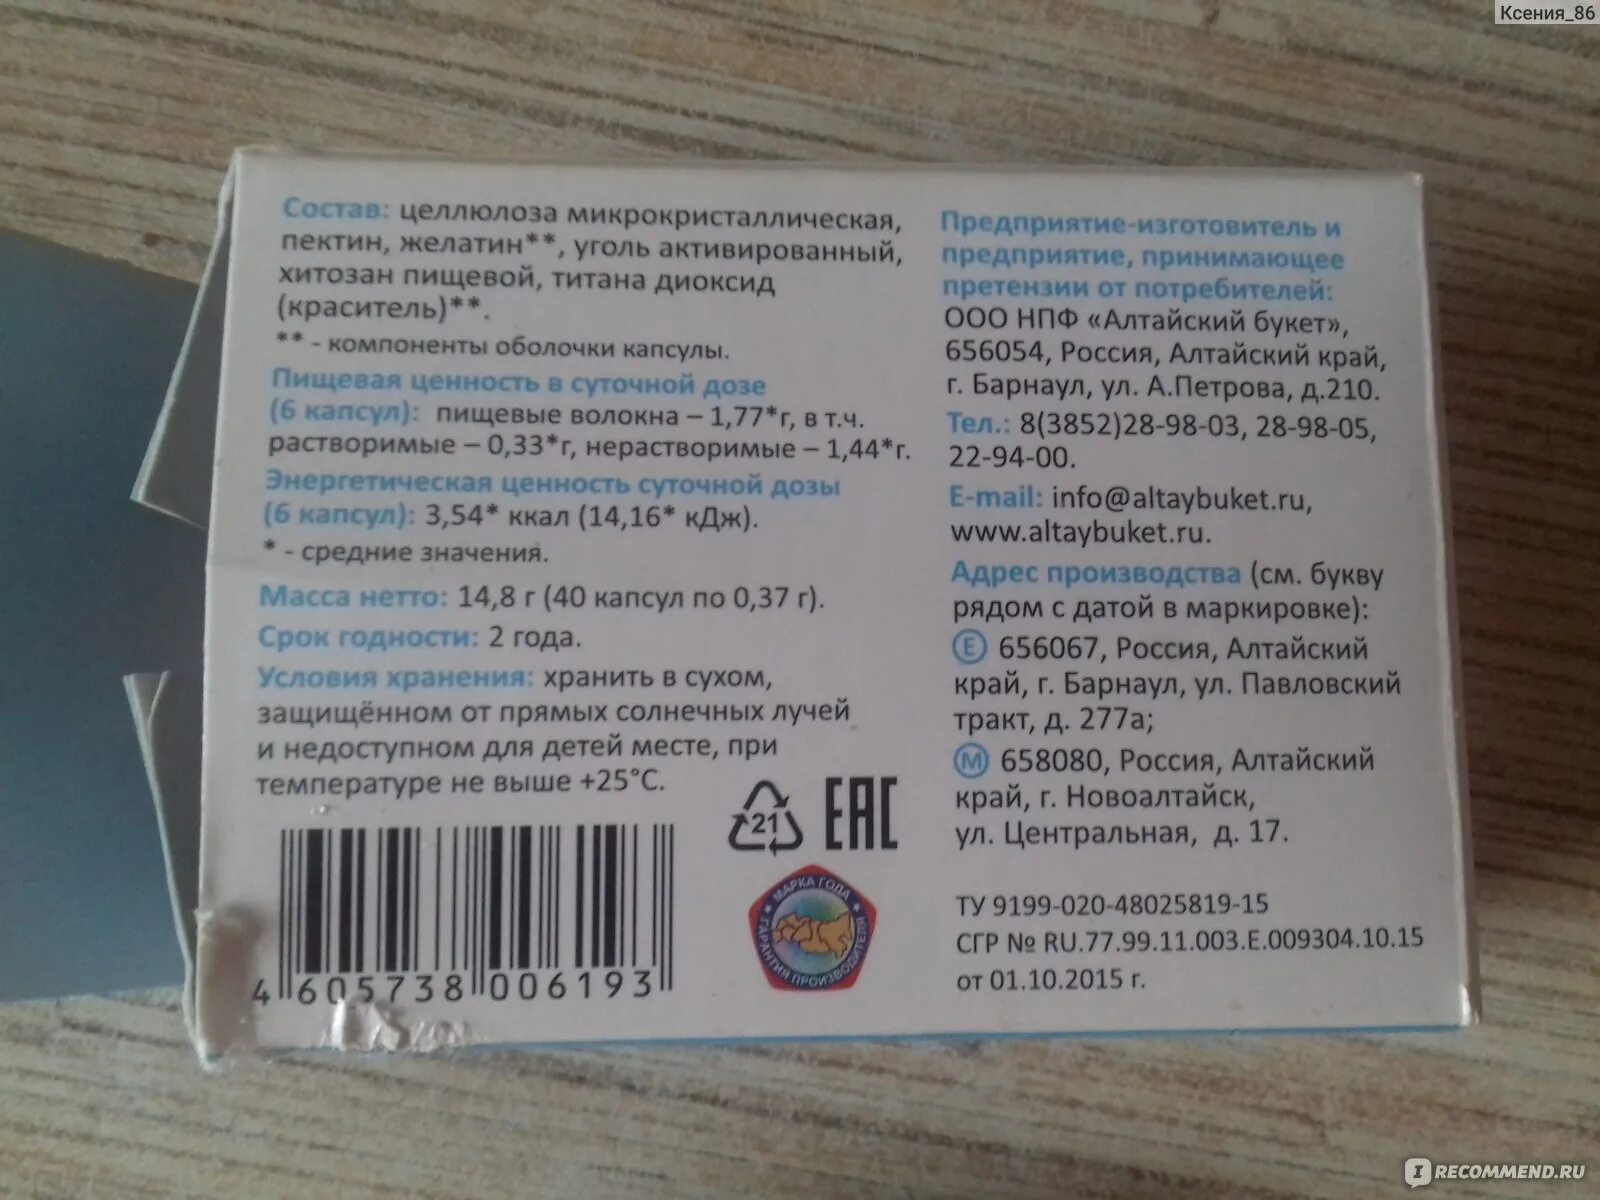 Ксения_86
Состав: целлюлоза микрокристаллическая,
пектин, желатин**, уголь активированный,
хитозан пищевой, титана диоксид
(краситель)**.
** - компоненты оболочки капсулы.
Пищевая ценность в суточной дозе
(6 капсул): пищевые волокна – 1,77*г, в т.ч.
растворимые – 0,33*г, нерастворимые – 1,44*г.
Энергетическая ценность суточной дозы
(6 капсул): 3,54* ккал (14,16* кДж).
* - средние значения.
Масса нетто: 14,8 г (40 капсул по 0,37 г).
Срок годности: 2 года.
Условия хранения: хранить в сухом,
защищённом от прямых солнечных лучей
и недоступном для детей месте, при
температуре не выше +25°С.
21
EAC
4 605738 006193
МАРКА ГОДА
ГАРАНТИЯ ПРОИЗВОДИТЕЛЯ
Предприятие-изготовитель и
предприятие, принимающее
претензии от потребителей:
ООО НПФ «Алтайский букет»,
656054, Россия, Алтайский край,
г. Барнаул, ул. А.Петрова, д.210.
Тел.: 8(3852)28-98-03, 28-98-05,
22-94-00.
E-mail: info@altaybuket.ru,
www.altaybuket.ru.
Адрес производства (см. букву
рядом с датой в маркировке):
Е 656067, Россия, Алтайский
край, г. Барнаул, ул. Павловский
тракт, д. 277а;
М 658080, Россия, Алтайский
край, г. Новоалтайск,
ул. Центральная, д. 17.
ТУ 9199-020-48025819-15
СГР № RU.77.99.11.003.Е.009304.10.15
от 01.10.2015 г.
IRECOMMEND.RU